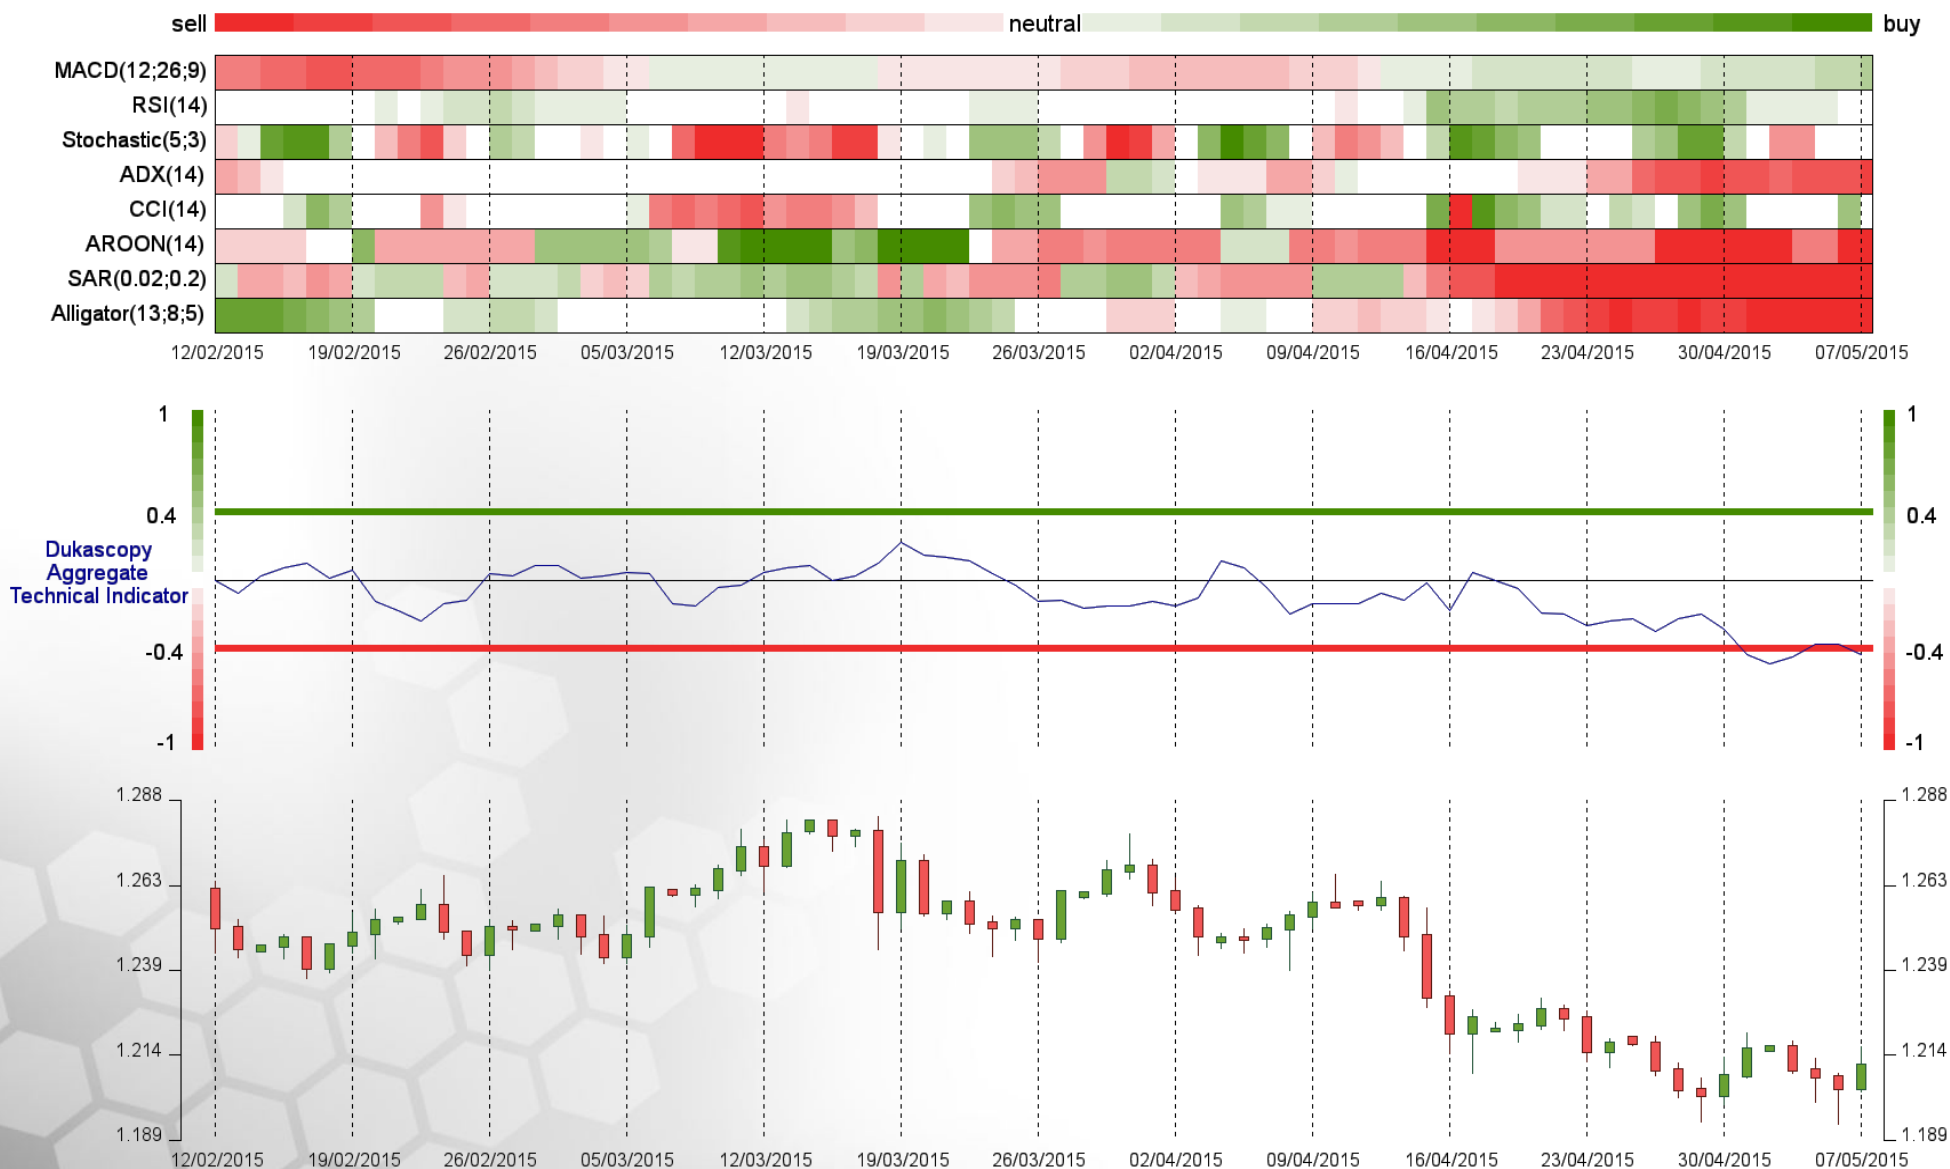 sell neutral buy
MACD(12;26;9)
RSI(14)
Stochastic(5;3)
ADX(14)
CCI(14)
AROON(14)
SAR(0.02;0.2)
Alligator(13;8;5)
12/02/2015 19/02/2015 26/02/2015 05/03/2015 12/03/2015 19/03/2015 26/03/2015 02/04/2015 09/04/2015 16/04/2015 23/04/2015 30/04/2015 07/05/2015
1 1
0.4 0.4
Dukascopy
Aggregate
Technical Indicator
-0.4 -0.4
-1 -1
1.288 1.288
1.263 1.263
1.239 1.239
1.214 1.214
1.189 1.189
12/02/2015 19/02/2015 26/02/2015 05/03/2015 12/03/2015 19/03/2015 26/03/2015 02/04/2015 09/04/2015 16/04/2015 23/04/2015 30/04/2015 07/05/2015